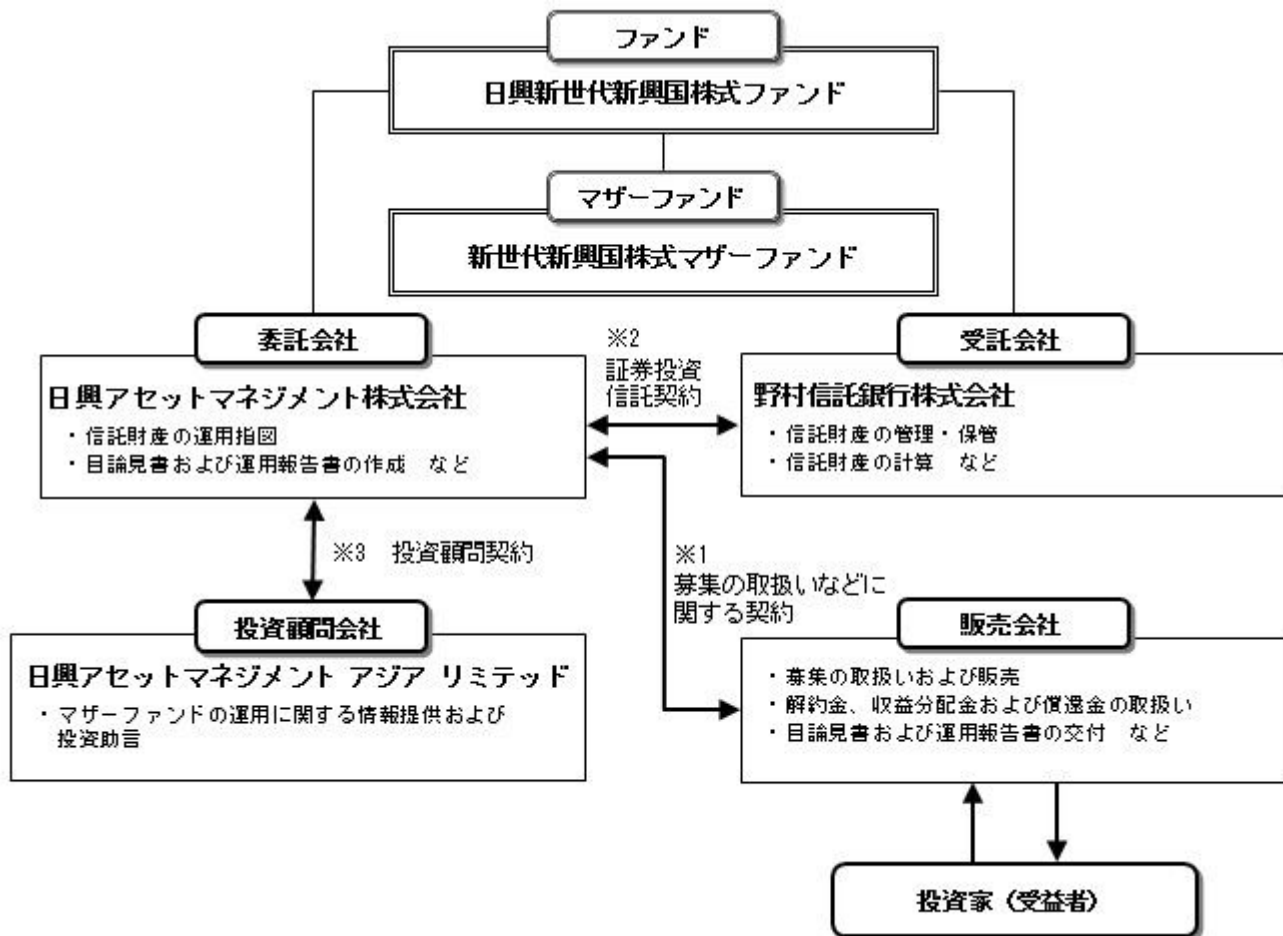 ファンド
日興新世代新興国株式ファンド
マザーファンド
新世代新興国株式マザーファンド
委託会社
日興アセットマネジメント株式会社
・信託財産の運用指図
・目論見書および運用報告書の作成　など
※2
証券投資
信託契約
受託会社
野村信託銀行株式会社
・信託財産の管理・保管
・信託財産の計算　など
※3　投資顧問契約
※1
募集の取扱いなどに
関する契約
投資顧問会社
日興アセットマネジメント アジア リミテッド
・マザーファンドの運用に関する情報提供および
投資助言
販売会社
・募集の取扱いおよび販売
・解約金、収益分配金および償還金の取扱い
・目論見書および運用報告書の交付　など
投資家（受益者）